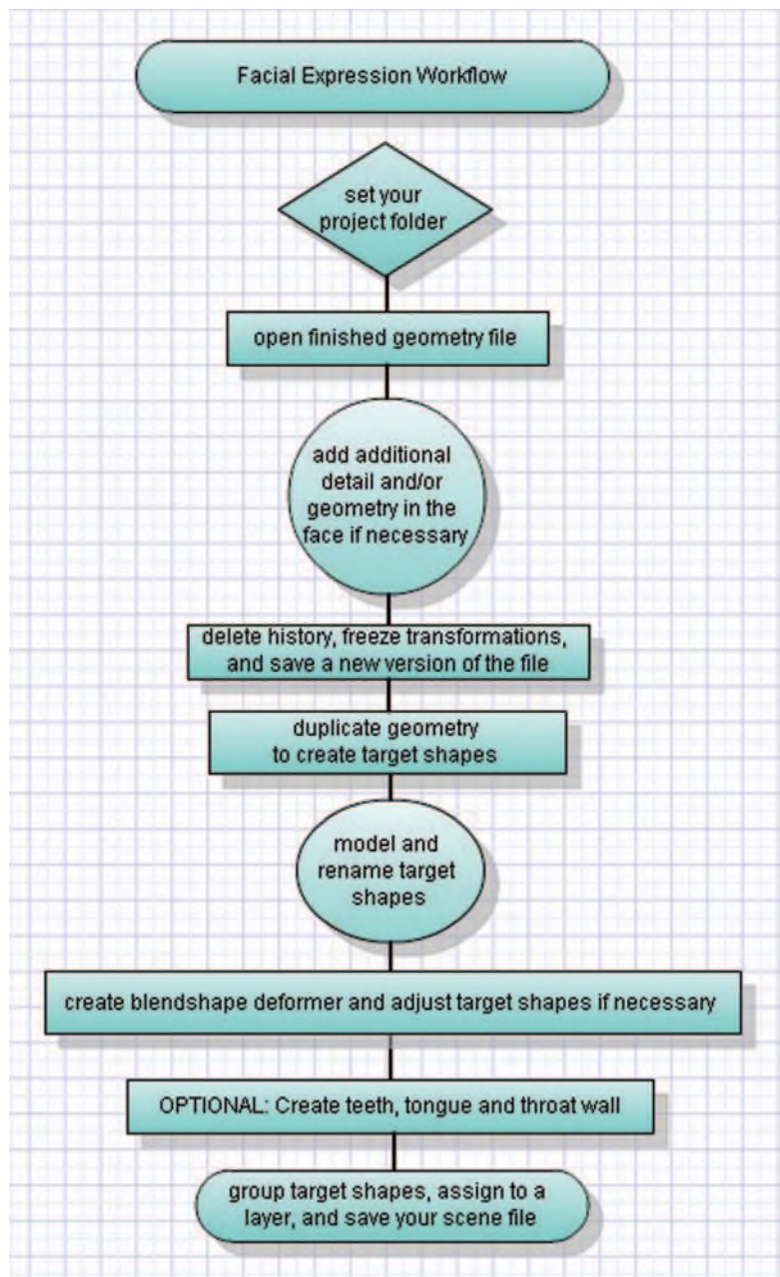 Facial Expression Workflow
set your
project folder
open finished geometry file
add additional
detail and/or
geometry in the
face if necessary
delete history, freeze transformations,
and save a new version of the file
duplicate geometry
to create target shapes
model and
rename target
shapes
create blendshape deformer and adjust target shapes if necessary
OPTIONAL: Create teeth, tongue and throat wall
group target shapes, assign to a
layer, and save your scene file